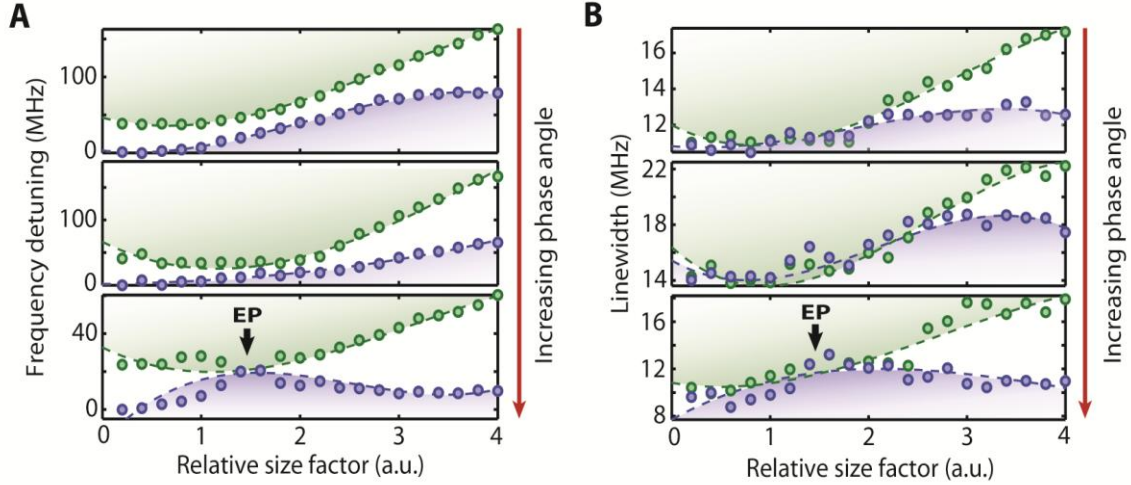 A
Frequency detuning (MHz)
100
0
100
0
EP
40
0
0 1 2 3 4
Relative size factor (a.u.)
Increasing phase angle
B
Linewidth (MHz)
16
14
12
22
18
14
EP
16
12
8
0 1 2 3 4
Relative size factor (a.u.)
Increasing phase angle